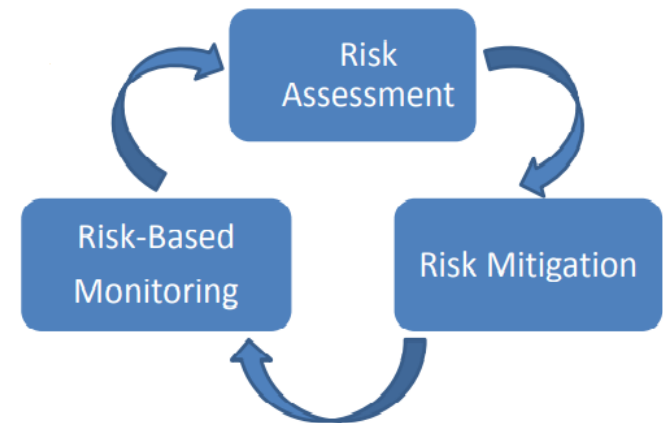 Risk
Assessment
Risk Mitigation
Risk-Based
Monitoring